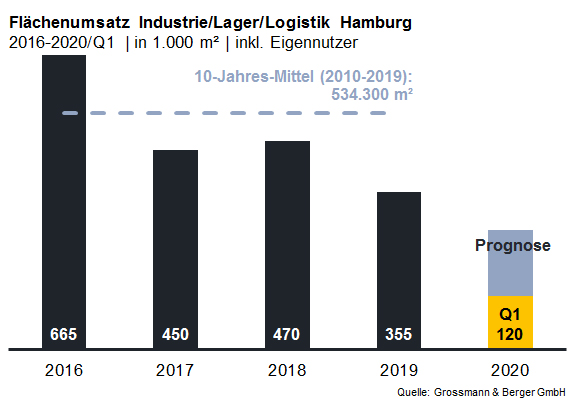 Flächenumsatz Industrie/Lager/Logistik Hamburg
2016-2020/Q1 | in 1.000 m² | inkl. Eigennutzer
10-Jahres-Mittel (2010-2019):
534.300 m²
Prognose
Q1
665 450 470 355 120
2016 2017 2018 2019 2020
Quelle: Grossmann & Berger GmbH